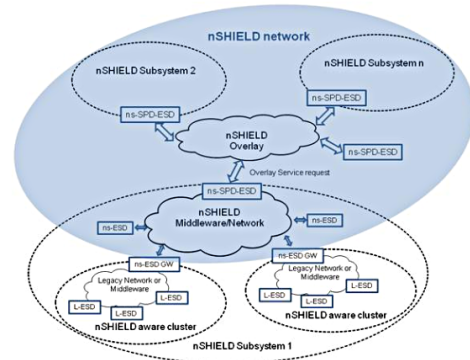 nSHIELD network
nSHIELD Subsystem 2
nSHIELD Subsystem n
ns-SPD-ESD
ns-SPD-ESD
nSHIELD
Overlay
ns-SPD-ESD
Overlay Service request
ns-SPD-ESD
nSHIELD
Middleware/Network
ns-ESD
ns-ESD
ns-ESD GW
ns-ESD GW
Legacy Network or
Middleware
Legacy Network or
Middleware
L-ESD
L-ESD
L-ESD
L-ESD
L-ESD
L-ESD
nSHIELD aware cluster
nSHIELD aware cluster
nSHIELD Subsystem 1